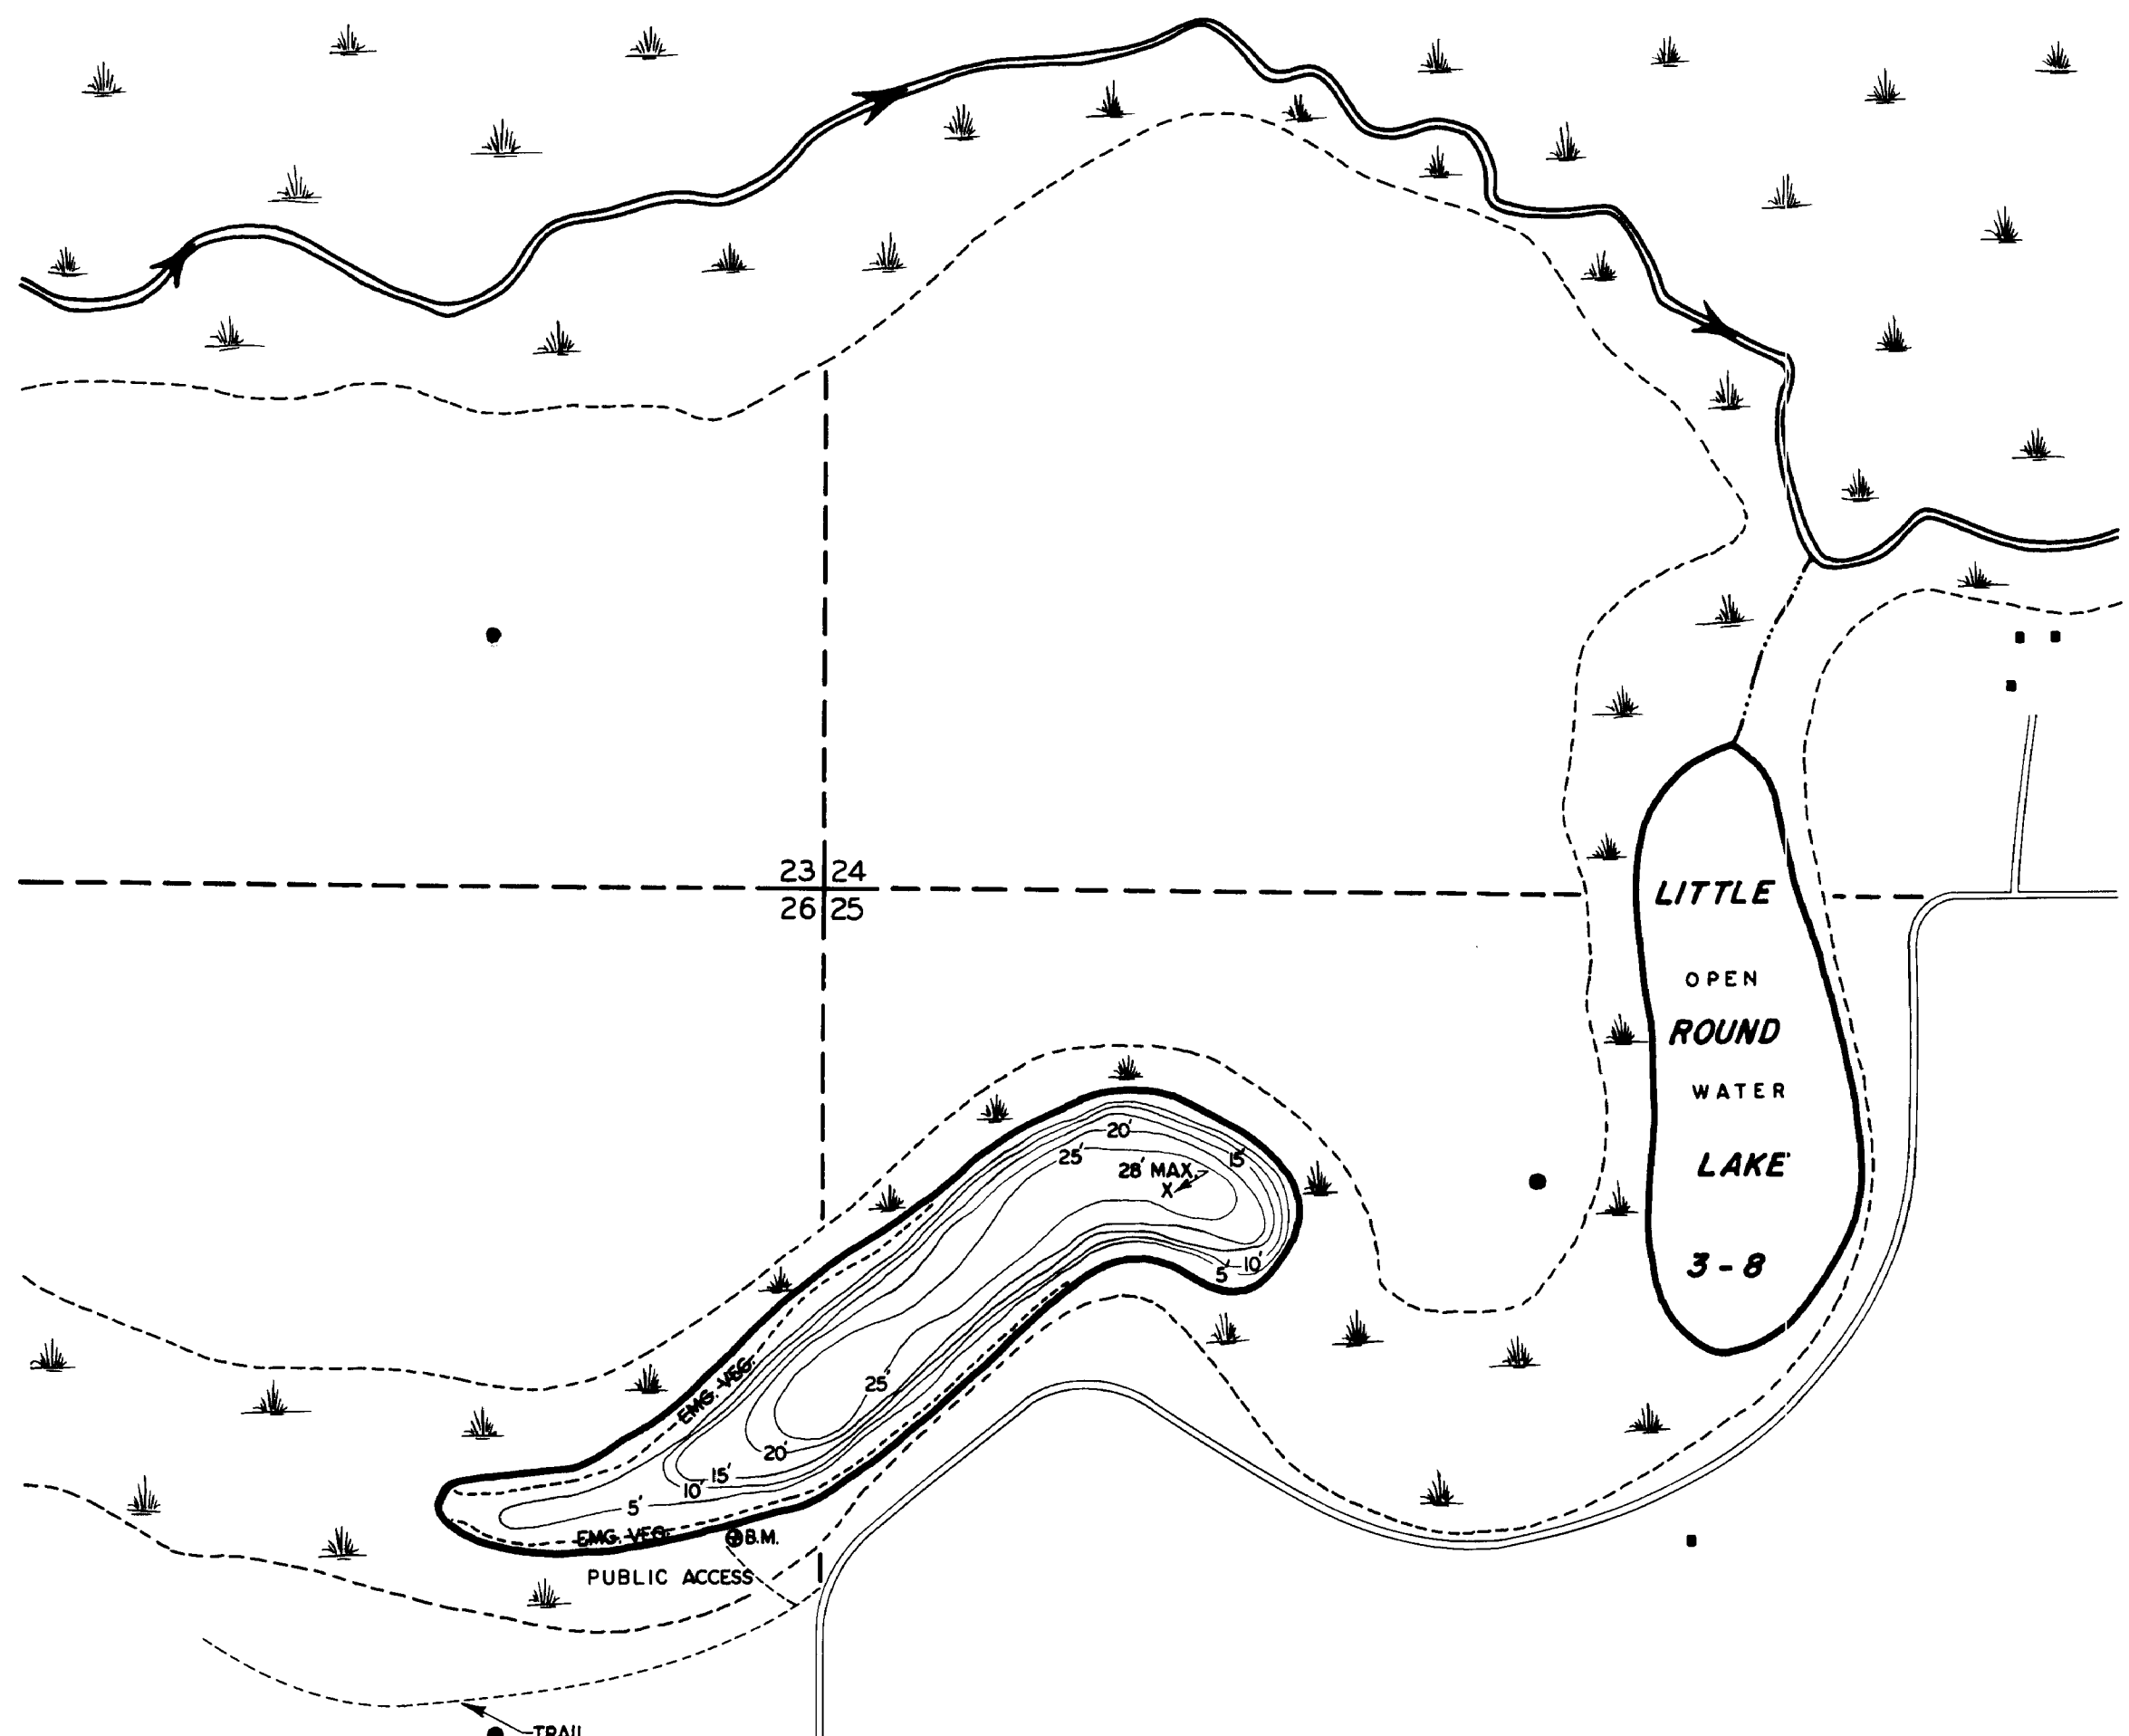 23 24
26 25
LITTLE
OPEN
ROUND
WATER
LAKE
3-8
20'
25'
15'
28' MAX.
X
10'
5'
EMG. VEG.
25'
20'
15'
10'
5'
EMG. VEG.
B.M.
PUBLIC ACCESS
TRAIL